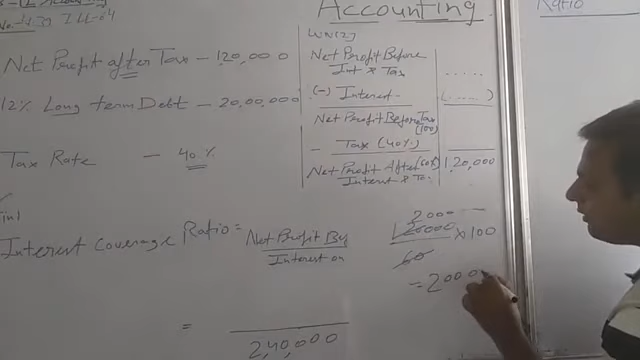 Accounting
Ratio
Net Profit after Tax - 1,20,000
12% Long term Debt - 20,00,000
Tax Rate - 40%
Interest Coverage Ratio =
Net Profit By
Interest on
=
2,40,000
WN(2)
Net Profit Before
Int & Tax
.....
(-) Interest
(......)
Net Profit Before Tax
(100)
- Tax (40%)
Net Profit After (60%)
Interest & Tax
1,20,000
2000
120000 × 100
60
= 2000